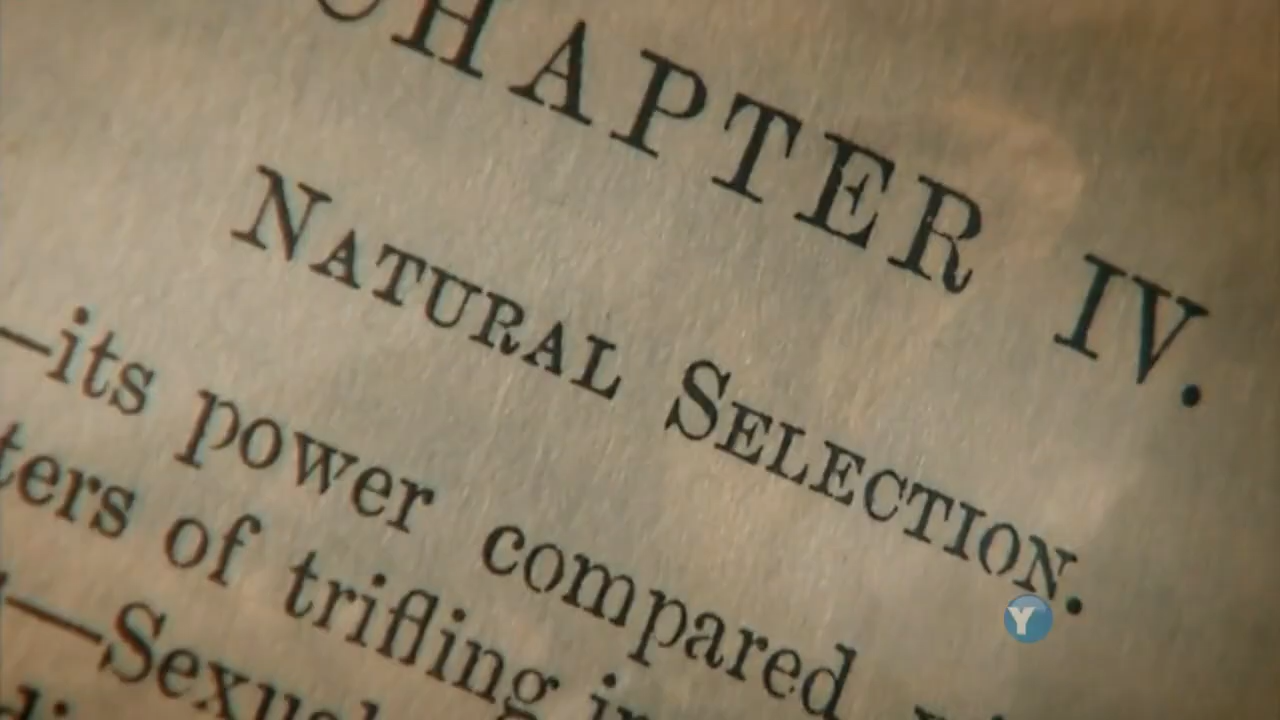 CHAPTER IV.
NATURAL SELECTION.
—its power compared
of trifling
—Sexual
Y